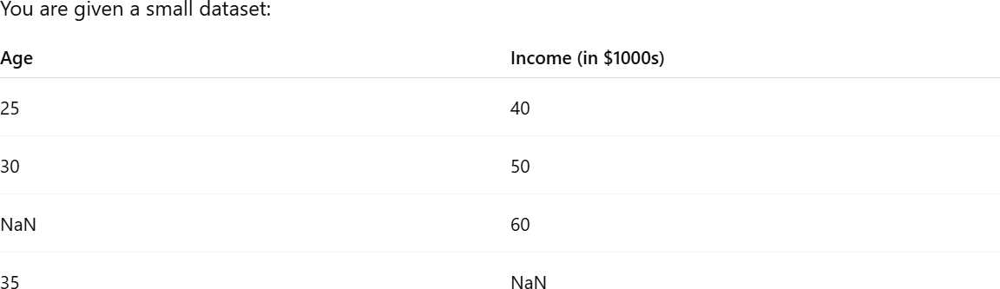 You are given a small dataset:
Age Income (in $1000s)
25 40
30 50
NaN 60
35 NaN